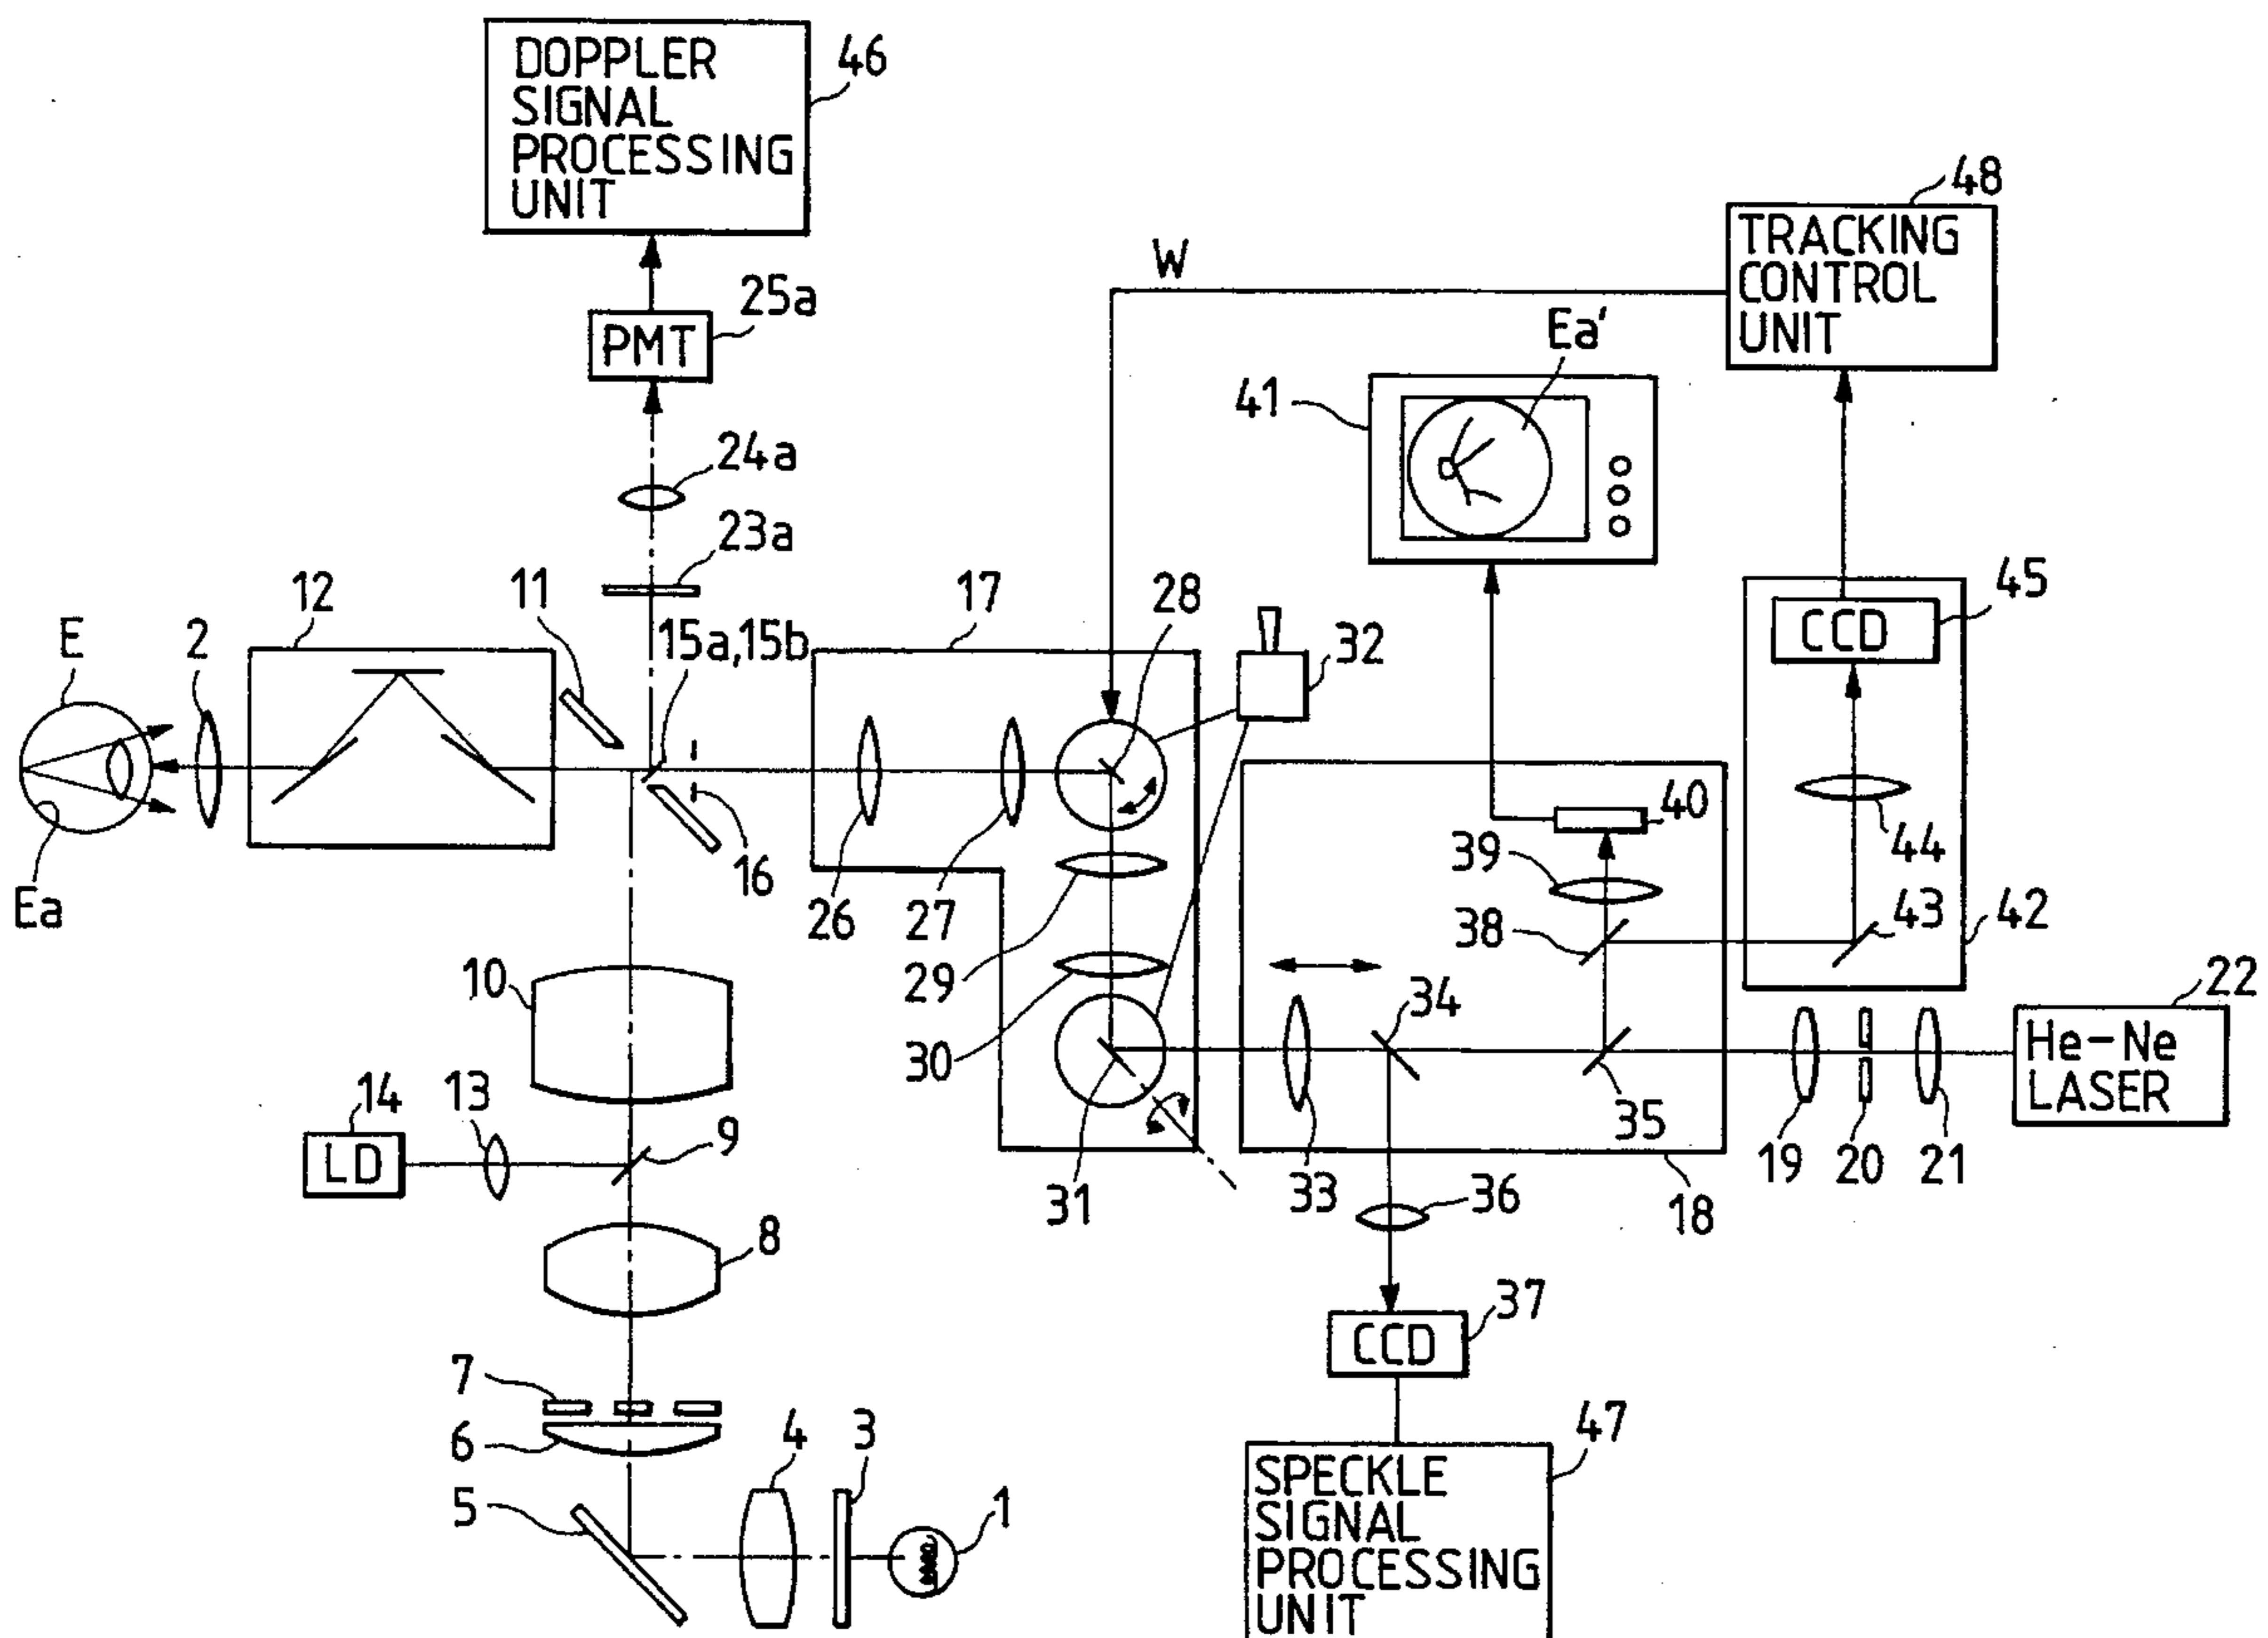 DOPPLER
SIGNAL
PROCESSING
UNIT
46
25a
PMT
24a
23a
W
48
TRACKING
CONTROL
UNIT
Ea'
41
45
CCD
44
43
42
E
2
12
11
15a,15b
17
28
32
Ea
16
26
27
29
30
31
40
39
38
34
35
33
18
22
He-Ne
LASER
19
20
21
10
14
LD
13
9
8
36
37
CCD
47
SPECKLE
SIGNAL
PROCESSING
UNIT
7
6
5
4
3
1